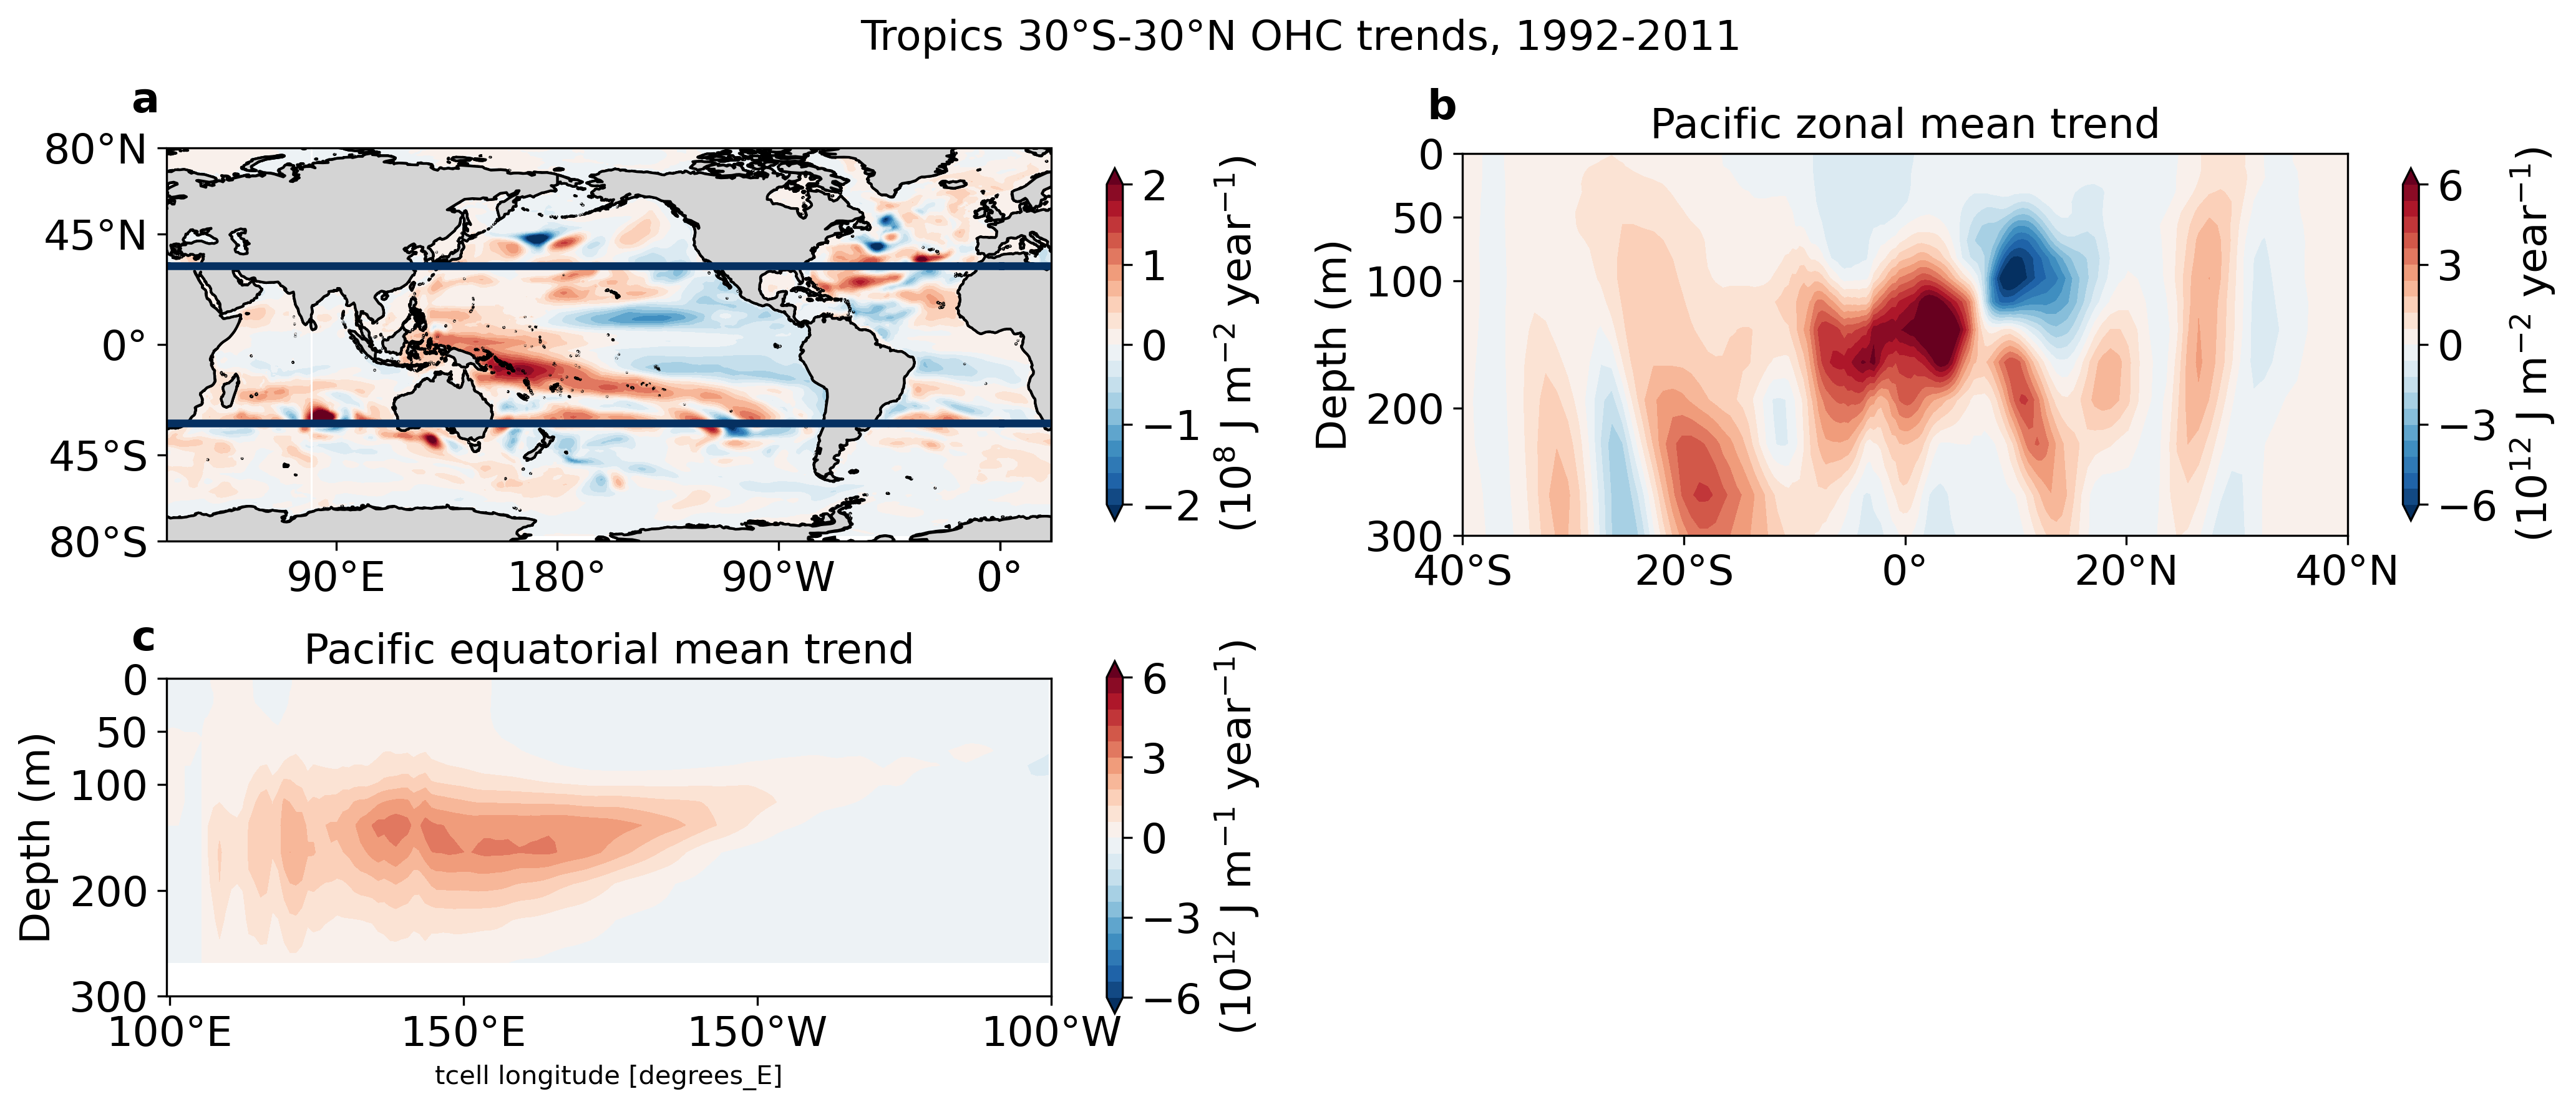 Tropics 30°S-30°N OHC trends, 1992-2011
a
80°N
45°N
0°
45°S
80°S
90°E 180° 90°W 0°
2
1
0
−1
−2
(10⁸ J m⁻² year⁻¹)
b
Pacific zonal mean trend
0
50
100
200
300
Depth (m)
40°S 20°S 0° 20°N 40°N
6
3
0
−3
−6
(10¹² J m⁻² year⁻¹)
c
Pacific equatorial mean trend
0
50
100
200
300
Depth (m)
100°E 150°E 150°W 100°W
tcell longitude [degrees_E]
6
3
0
−3
−6
(10¹² J m⁻¹ year⁻¹)